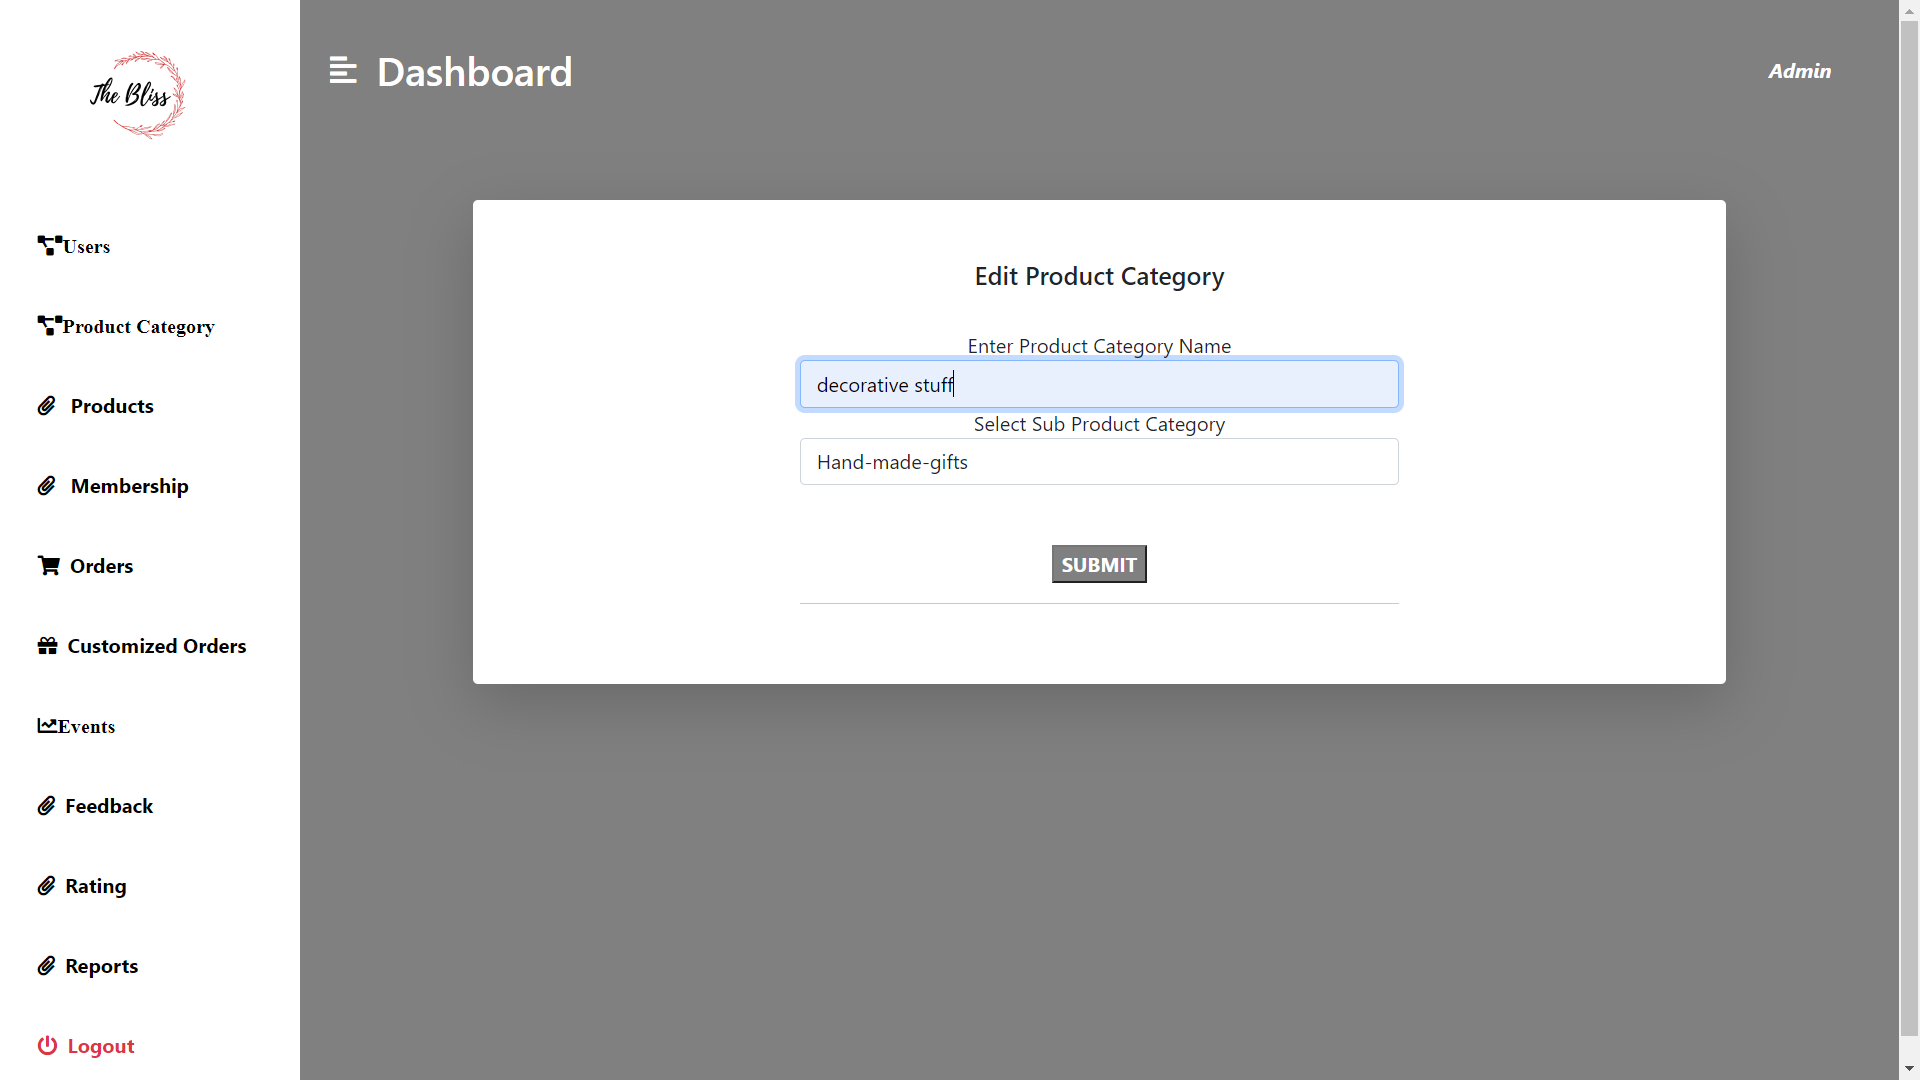 The Bliss
Users
Product Category
Products
Membership
Orders
Customized Orders
Events
Feedback
Rating
Reports
Logout
Dashboard
Admin
Edit Product Category
Enter Product Category Name
decorative stuff
Select Sub Product Category
Hand-made-gifts
SUBMIT